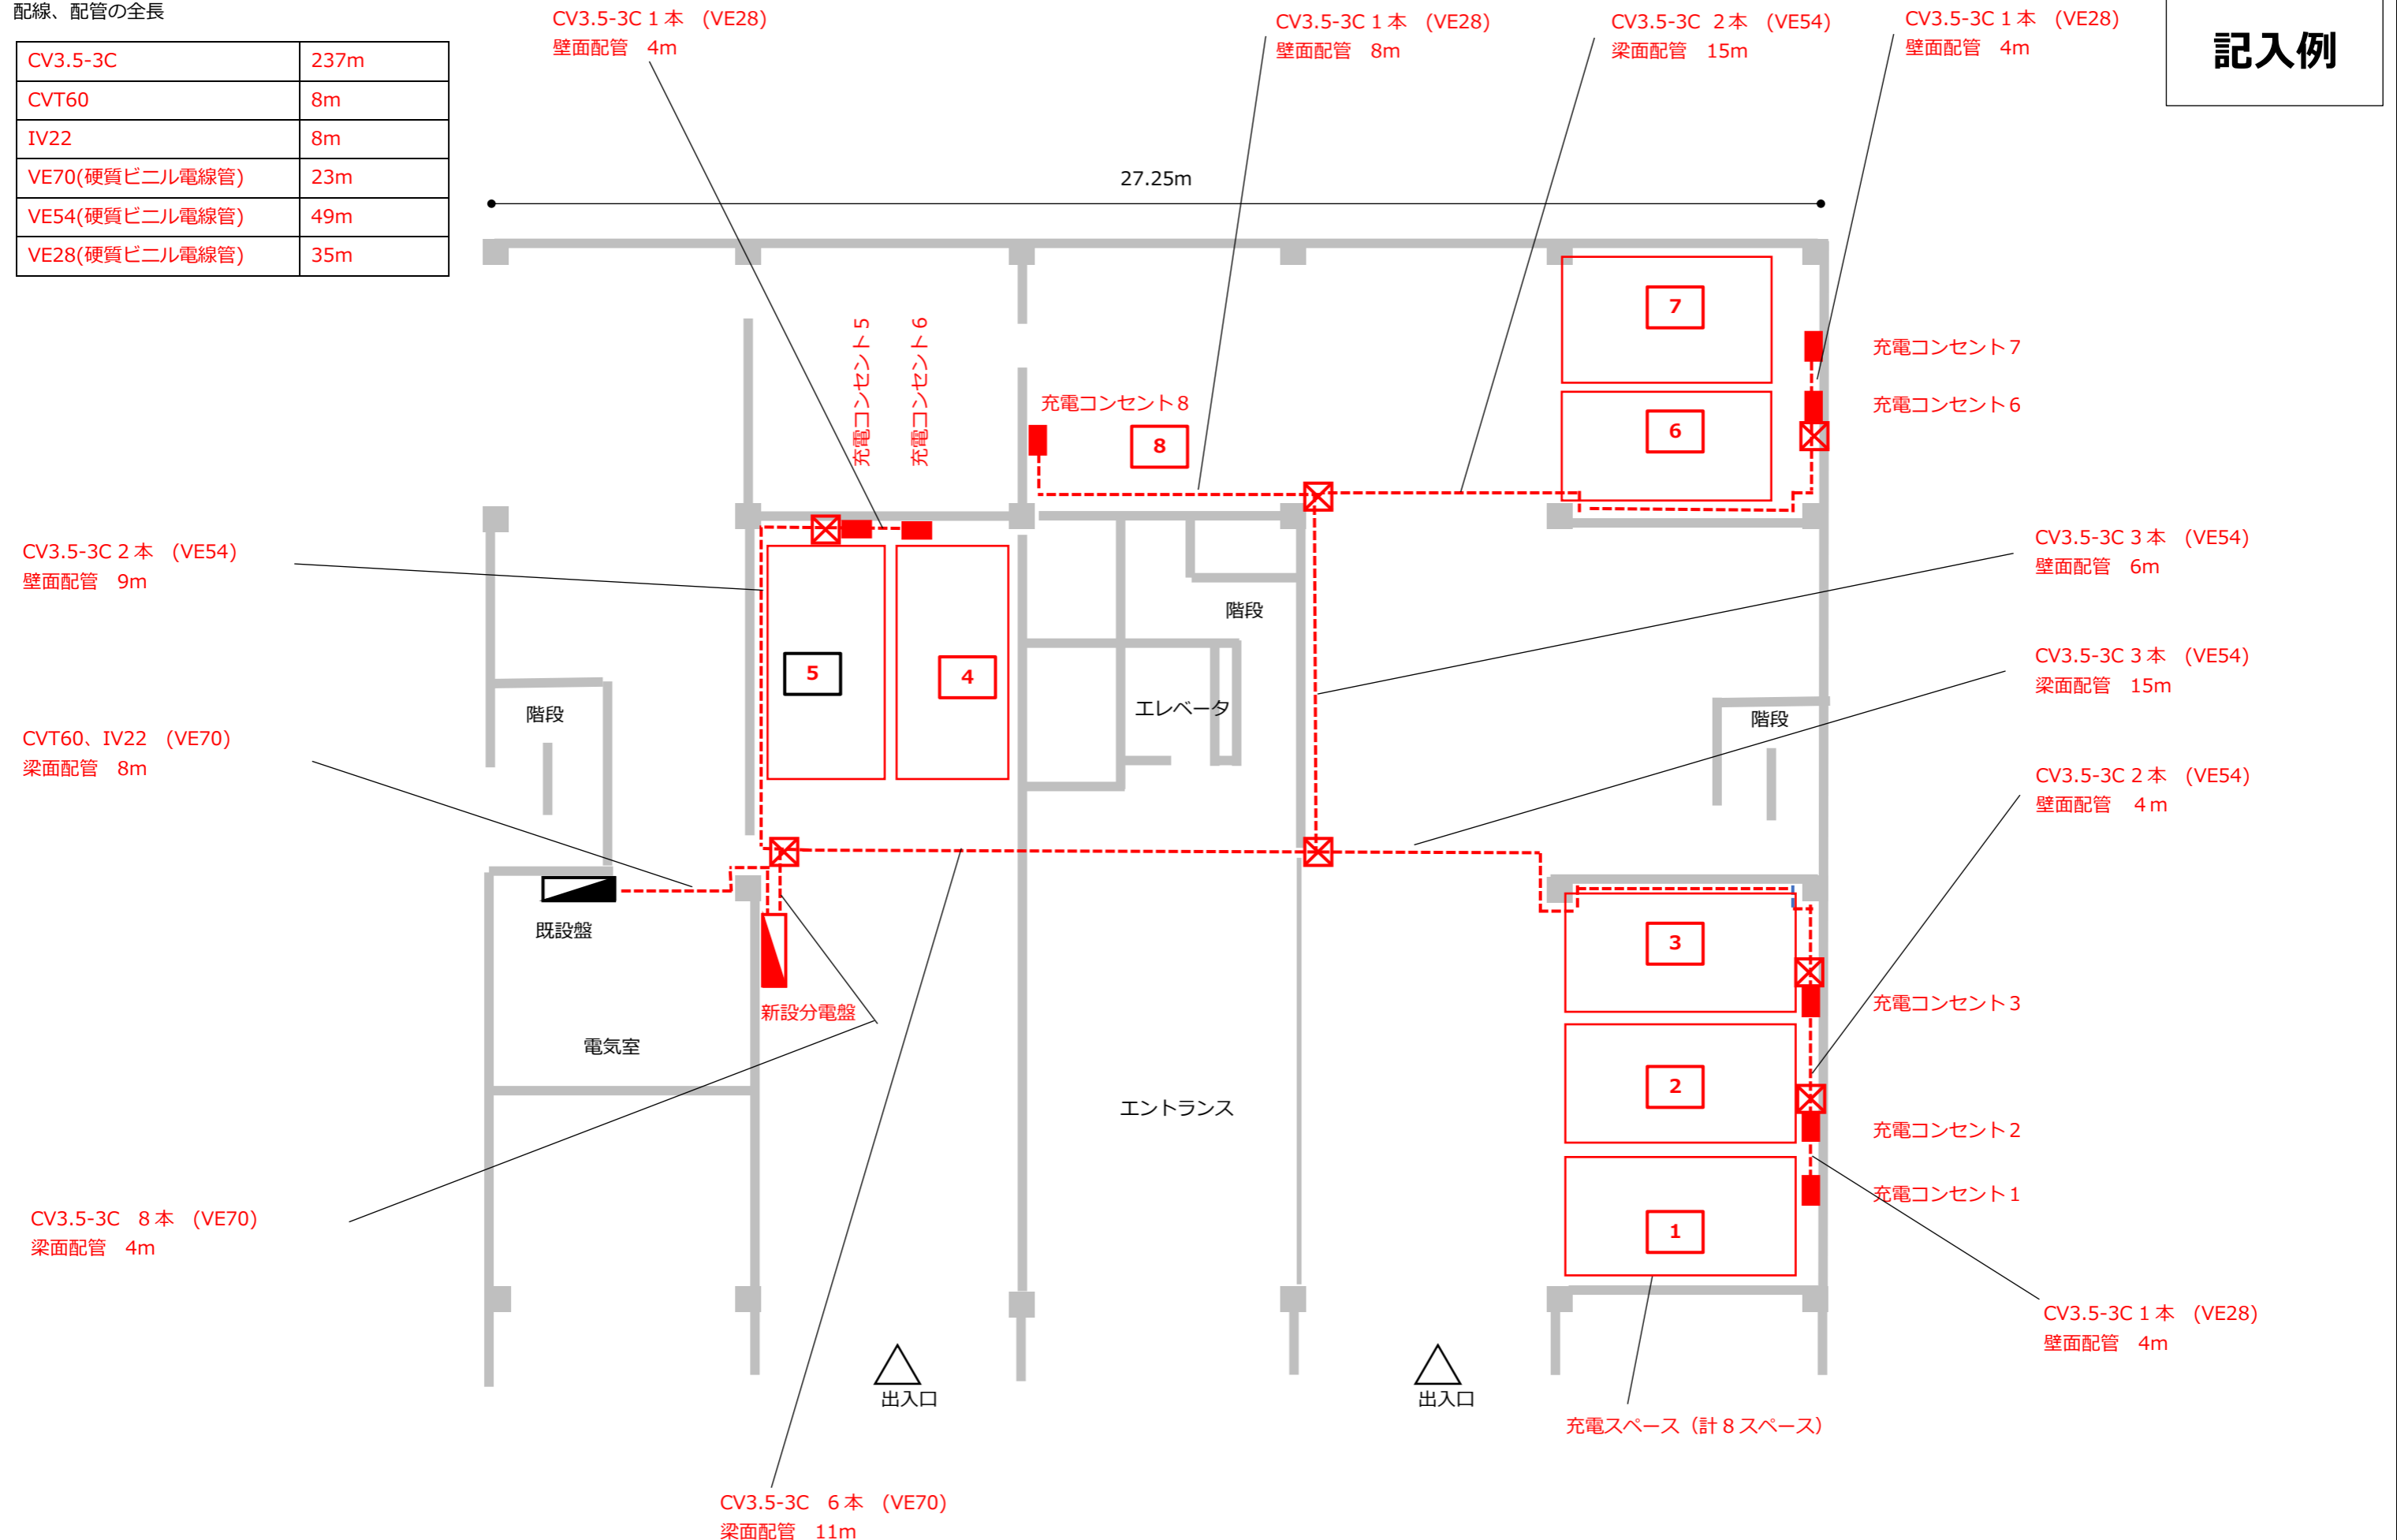 配線、配管の全長
CV3.5-3C 237m
CVT60 8m
IV22 8m
VE70(硬質ビニル電線管) 23m
VE54(硬質ビニル電線管) 49m
VE28(硬質ビニル電線管) 35m
CV3.5-3C 1本 (VE28)
壁面配管 4m
CV3.5-3C 1本 (VE28)
壁面配管 8m
CV3.5-3C 2本 (VE54)
梁面配管 15m
CV3.5-3C 1本 (VE28)
壁面配管 4m
記入例
27.25m
7
充電コンセント7
充電コンセント5
充電コンセント6
充電コンセント8
8
6
充電コンセント6
CV3.5-3C 2本 (VE54)
壁面配管 9m
CV3.5-3C 3本 (VE54)
壁面配管 6m
階段
5
4
CV3.5-3C 3本 (VE54)
梁面配管 15m
階段
エレベータ
階段
CVT60、IV22 (VE70)
梁面配管 8m
CV3.5-3C 2本 (VE54)
壁面配管 4m
既設盤
3
新設分電盤
充電コンセント3
電気室
2
エントランス
充電コンセント2
充電コンセント1
1
CV3.5-3C 8本 (VE70)
梁面配管 4m
CV3.5-3C 1本 (VE28)
壁面配管 4m
出入口
出入口
充電スペース(計8スペース)
CV3.5-3C 6本 (VE70)
梁面配管 11m